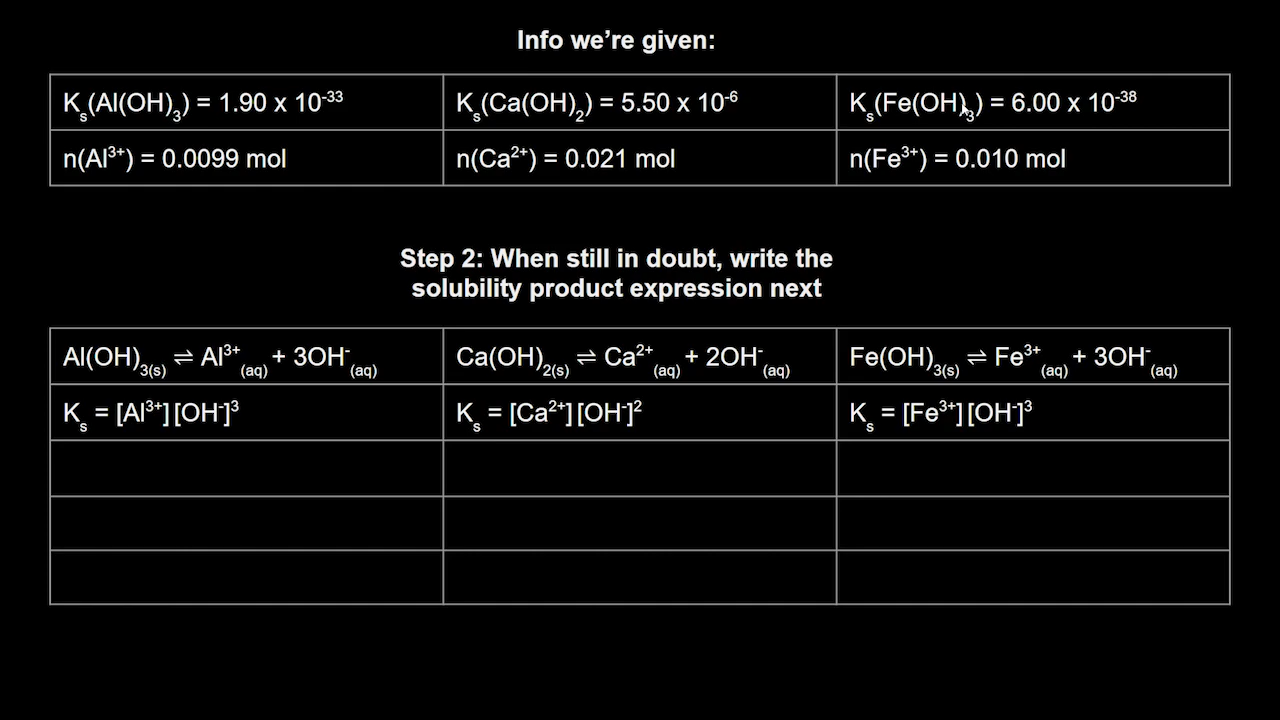 Info we’re given:
Kₛ(Al(OH)₃) = 1.90 x 10⁻³³
Kₛ(Ca(OH)₂) = 5.50 x 10⁻⁶
Kₛ(Fe(OH)₃) = 6.00 x 10⁻³⁸
n(Al³⁺) = 0.0099 mol
n(Ca²⁺) = 0.021 mol
n(Fe³⁺) = 0.010 mol
Step 2: When still in doubt, write the
solubility product expression next
Al(OH)₃₍ₛ₎ ⇌ Al³⁺₍aq₎ + 3OH⁻₍aq₎
Ca(OH)₂₍ₛ₎ ⇌ Ca²⁺₍aq₎ + 2OH⁻₍aq₎
Fe(OH)₃₍ₛ₎ ⇌ Fe³⁺₍aq₎ + 3OH⁻₍aq₎
Kₛ = [Al³⁺][OH⁻]³
Kₛ = [Ca²⁺][OH⁻]²
Kₛ = [Fe³⁺][OH⁻]³